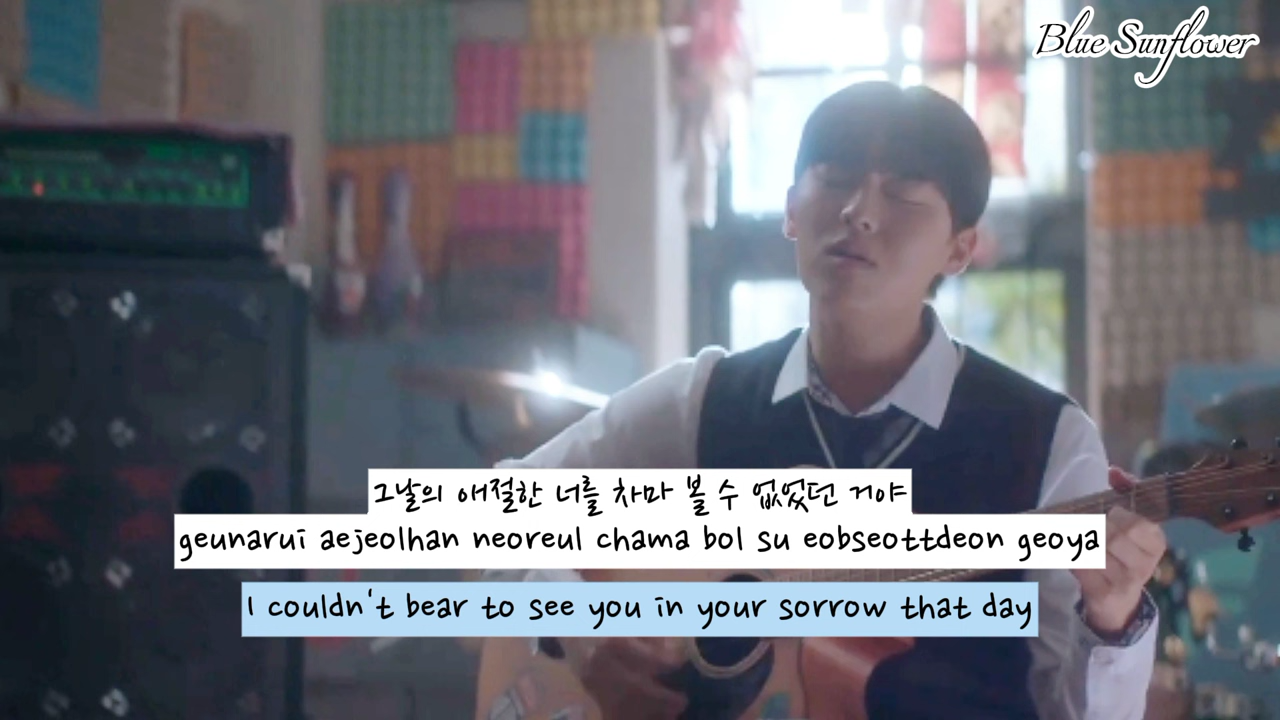 Blue Sunflower
그날의 애절한 너를 차마 볼 수 없었던 거야
geunarui aejeolhan neoreul chama bol su eobseottdeon geoya
I couldn't bear to see you in your sorrow that day